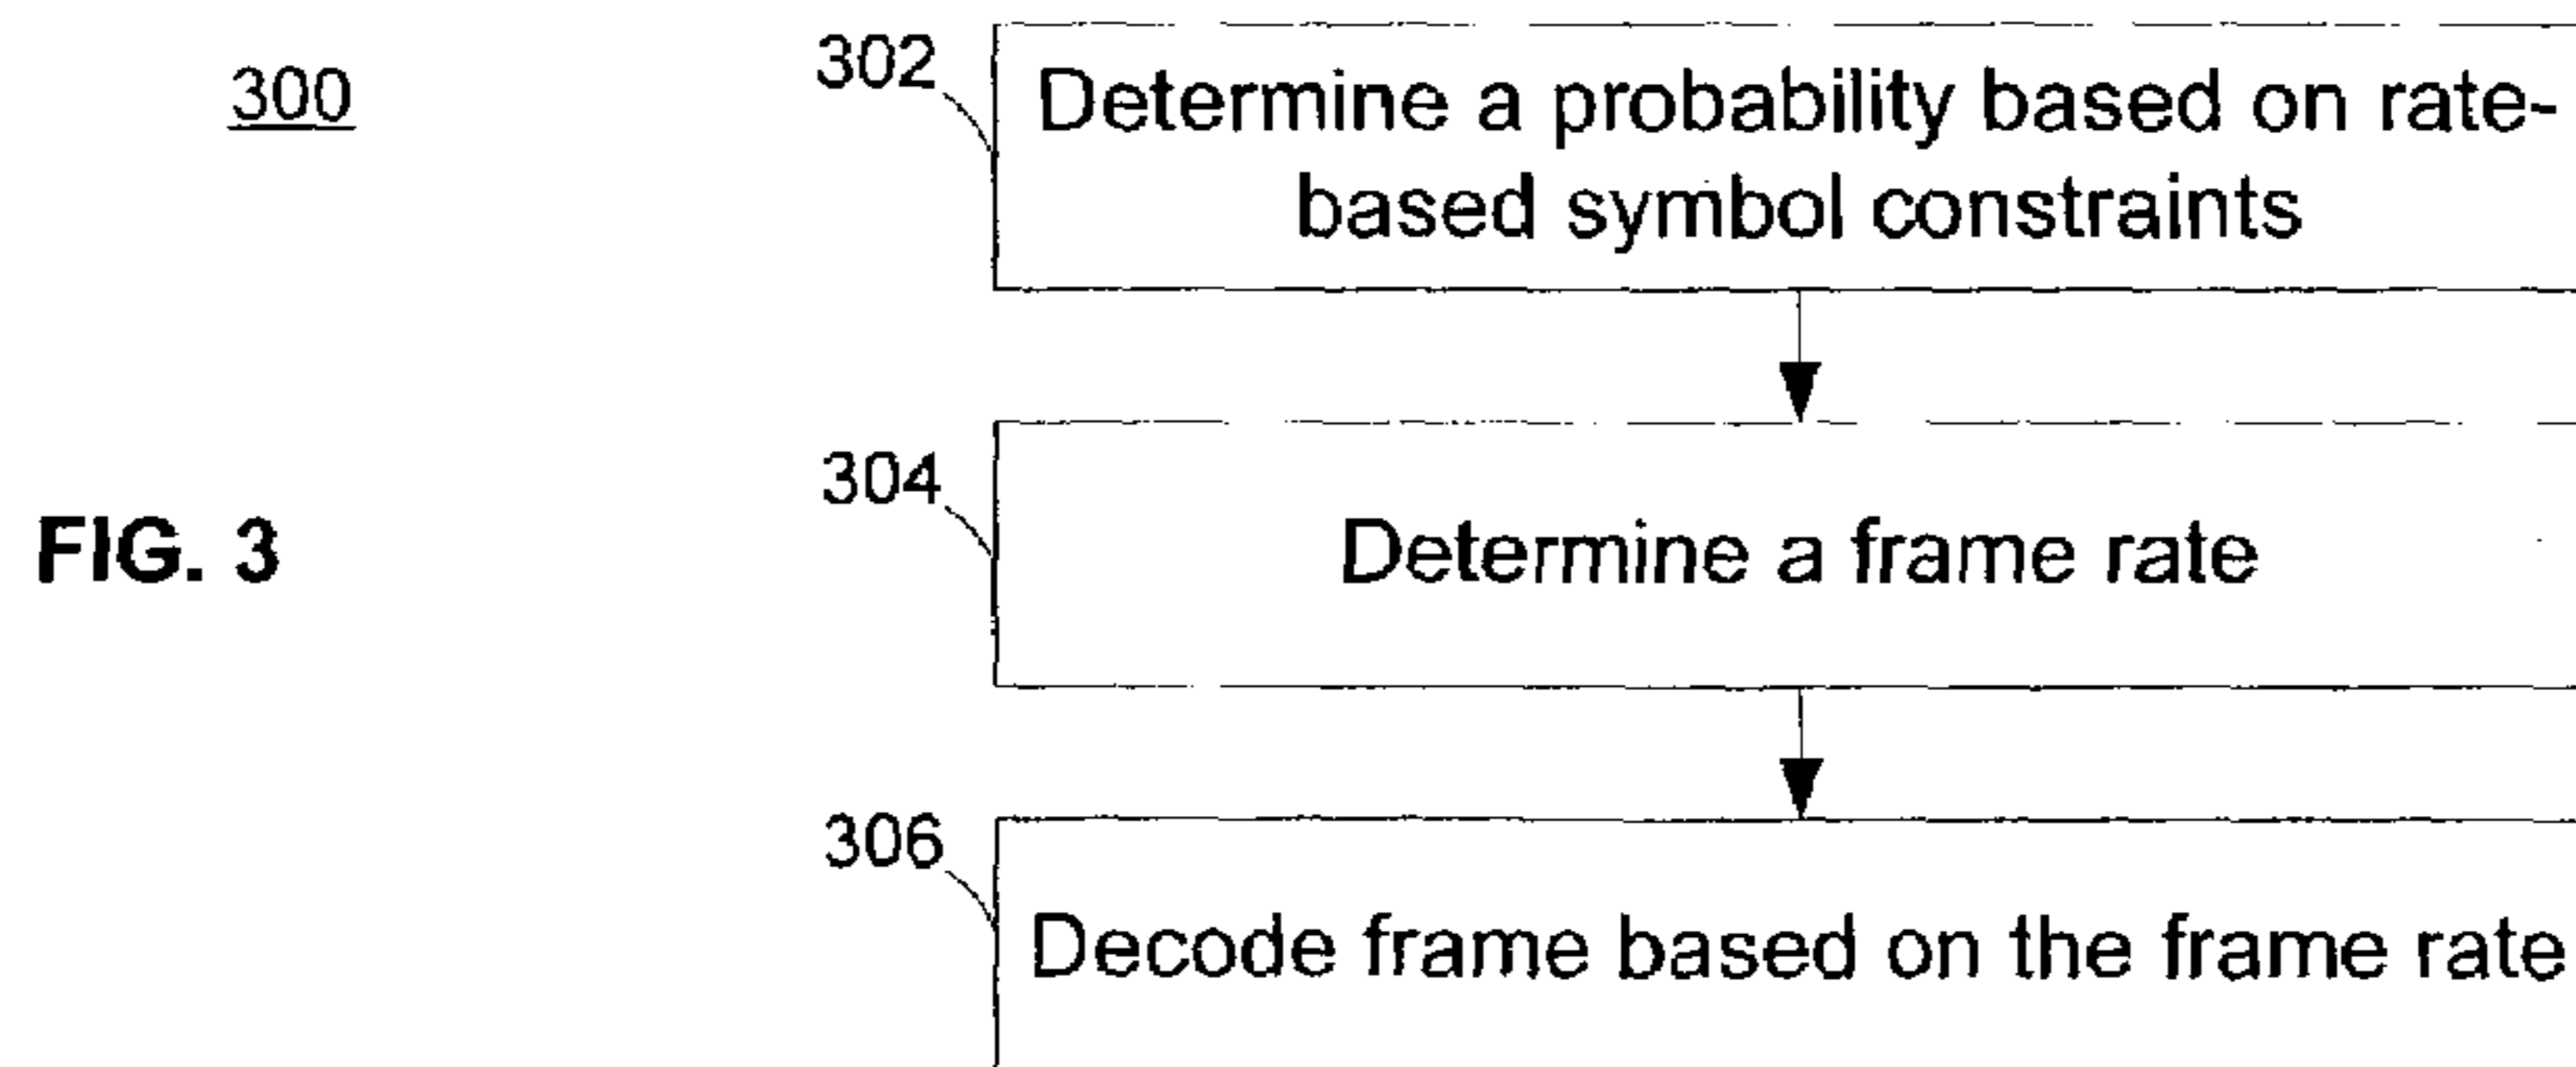 300
302
Determine a probability based on rate-
based symbol constraints
304
Determine a frame rate
FIG. 3
306
Decode frame based on the frame rate